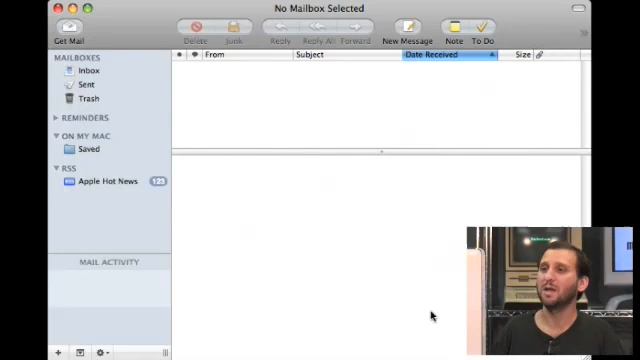 No Mailbox Selected
Get Mail
Delete
Junk
Reply
Reply All
Forward
New Message
Note
To Do
MAILBOXES
Inbox
Sent
Trash
REMINDERS
ON MY MAC
Saved
RSS
Apple Hot News 123
From
Subject
Date Received
Size
MAIL ACTIVITY